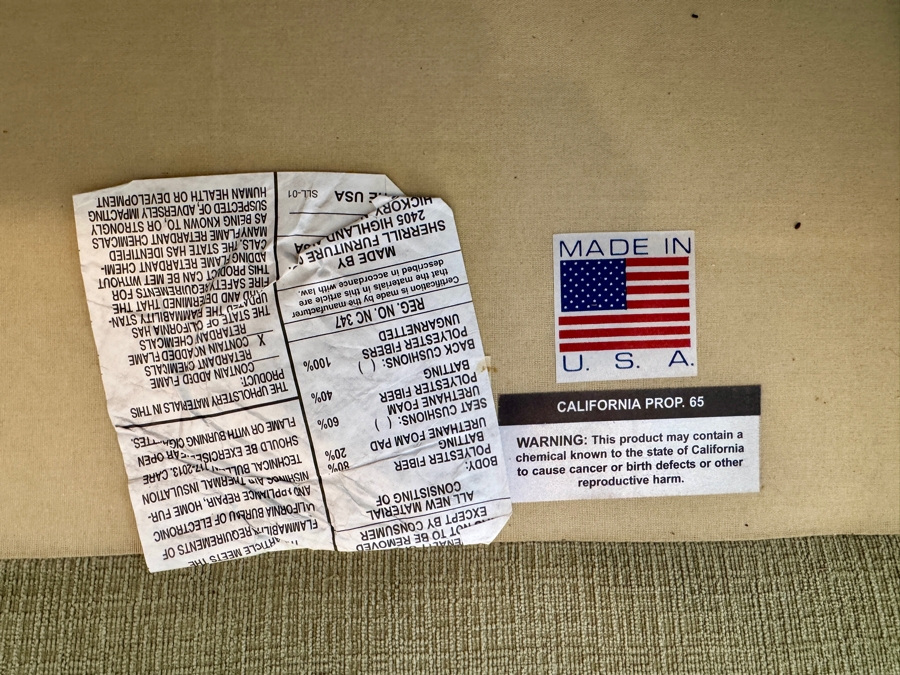 NOT TO BE REMOVED
EXCEPT BY CONSUMER
ALL NEW MATERIAL
CONSISTING OF
BODY:
POLYESTER FIBER
BATTING 80%
URETHANE FOAM PAD 20%
SEAT CUSHIONS: ( )
URETHANE FOAM 60%
POLYESTER FIBER
BATTING 40%
BACK CUSHIONS: ( )
POLYESTER FIBERS 100%
UNGARNETTED
REG. NO. NC 347
Certification is made by the manufacturer
that the materials in this article are
described in accordance with law.
MADE BY
SHERRILL FURNITURE
2405 HIGHLAND
HICKORY
USA
SLL-01
ARTICLE MEETS THE
FLAMMABILITY REQUIREMENTS OF
BUREAU OF ELECTRONIC
AND APPLIANCE REPAIR, HOME FUR-
THERMAL INSULATION
TECHNICAL 117-2013. CARE
SHOULD BE EXERCISED OPEN
FLAME OR WITH BURNING
THE UPHOLSTERY MATERIALS IN THIS
PRODUCT:
CONTAIN ADDED FLAME
RETARDANT CHEMICALS
X CONTAIN NO ADDED FLAME
RETARDANT CHEMICALS
THE STATE OF CALIFORNIA HAS
UPDATED THE FLAMMABILITY STAN-
DARD AND DETERMINED THAT THE
FIRE SAFETY REQUIREMENTS FOR
THIS PRODUCT CAN BE MET WITHOUT
ADDING FLAME RETARDANT CHEMI-
CALS. THE STATE HAS IDENTIFIED
MANY FLAME RETARDANT CHEMICALS
AS BEING KNOWN TO, OR STRONGLY
SUSPECTED OF, ADVERSELY IMPACTING
HUMAN HEALTH OR DEVELOPMENT
MADE IN
U. S. A.
CALIFORNIA PROP. 65
WARNING: This product may contain a
chemical known to the state of California
to cause cancer or birth defects or other
reproductive harm.